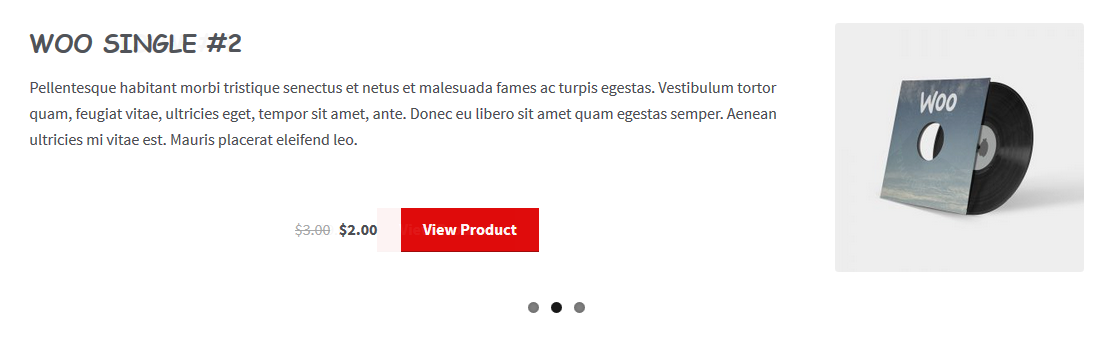 WOO SINGLE #2
Pellentesque habitant morbi tristique senectus et netus et malesuada fames ac turpis egestas. Vestibulum tortor
quam, feugiat vitae, ultricies eget, tempor sit amet, ante. Donec eu libero sit amet quam egestas semper. Aenean
ultricies mi vitae est. Mauris placerat eleifend leo.
WOO
$3.00 $2.00 View Product